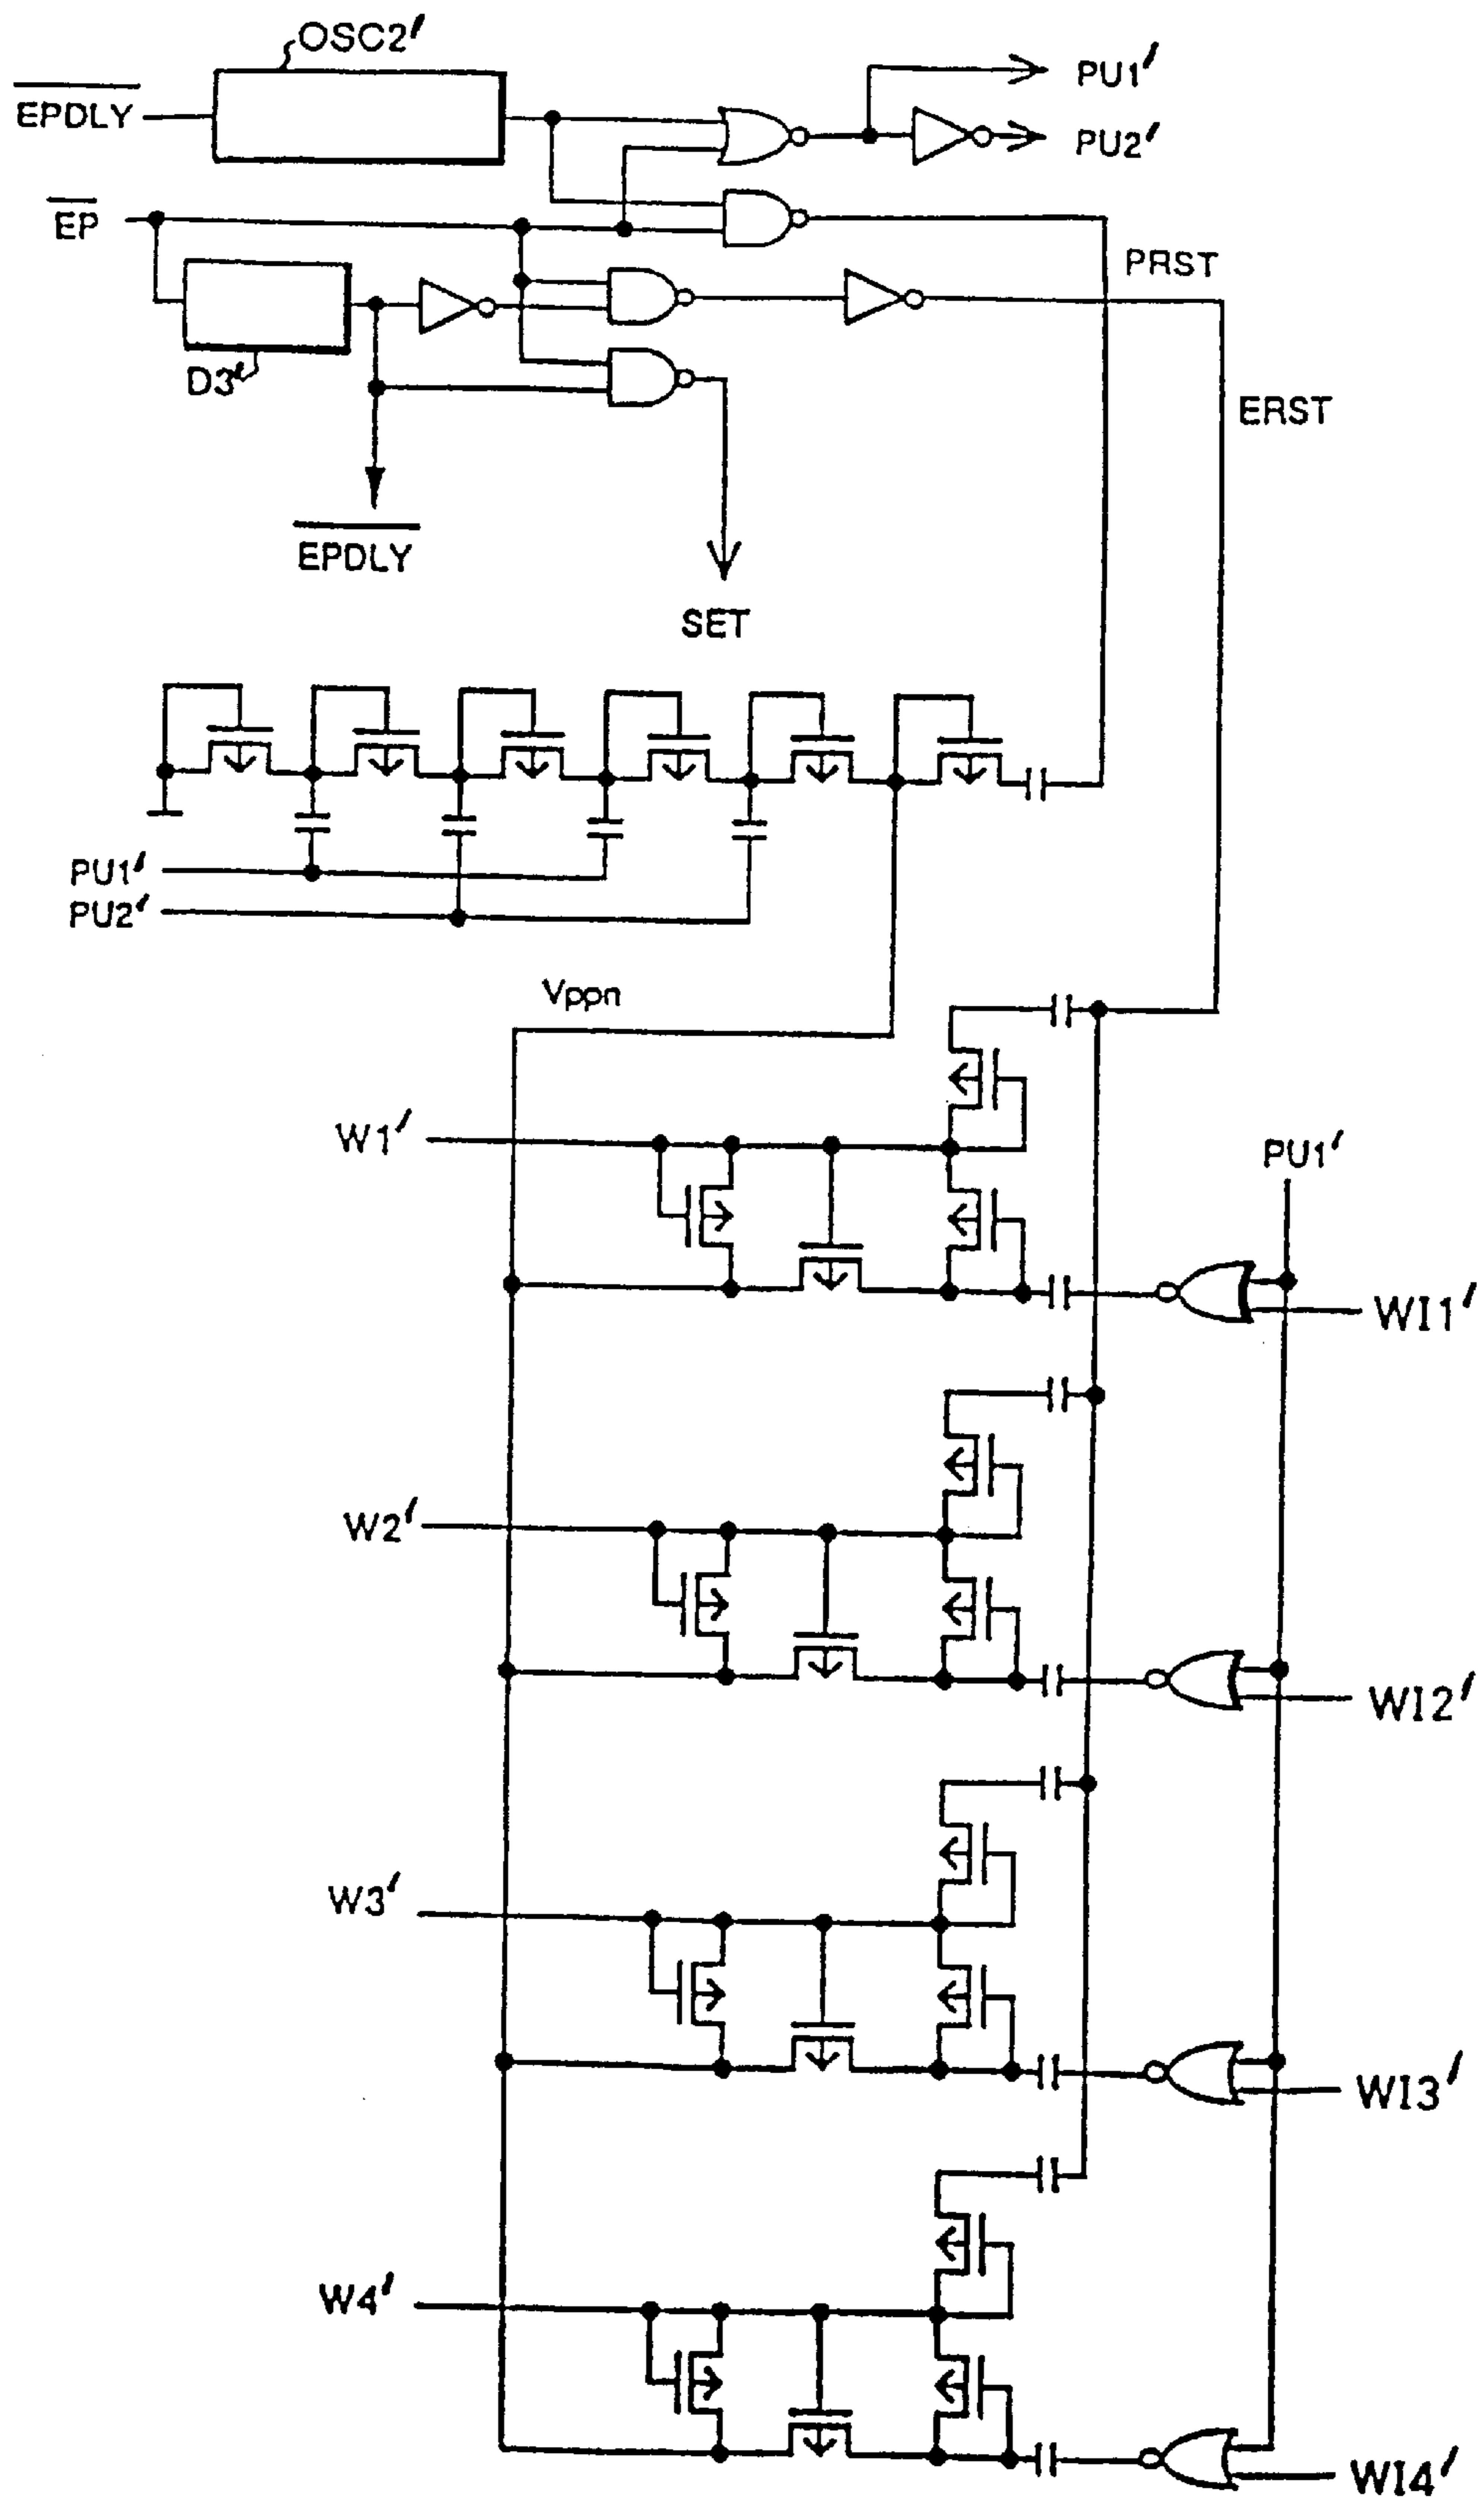 OSC2′
PU1′
EPDLY
PU2′
EP
PRST
D3′
ERST
EPDLY
SET
PU1′
PU2′
Vppn
W1′
PU1′
WI1′
W2′
WI2′
W3′
WI3′
W4′
WI4′